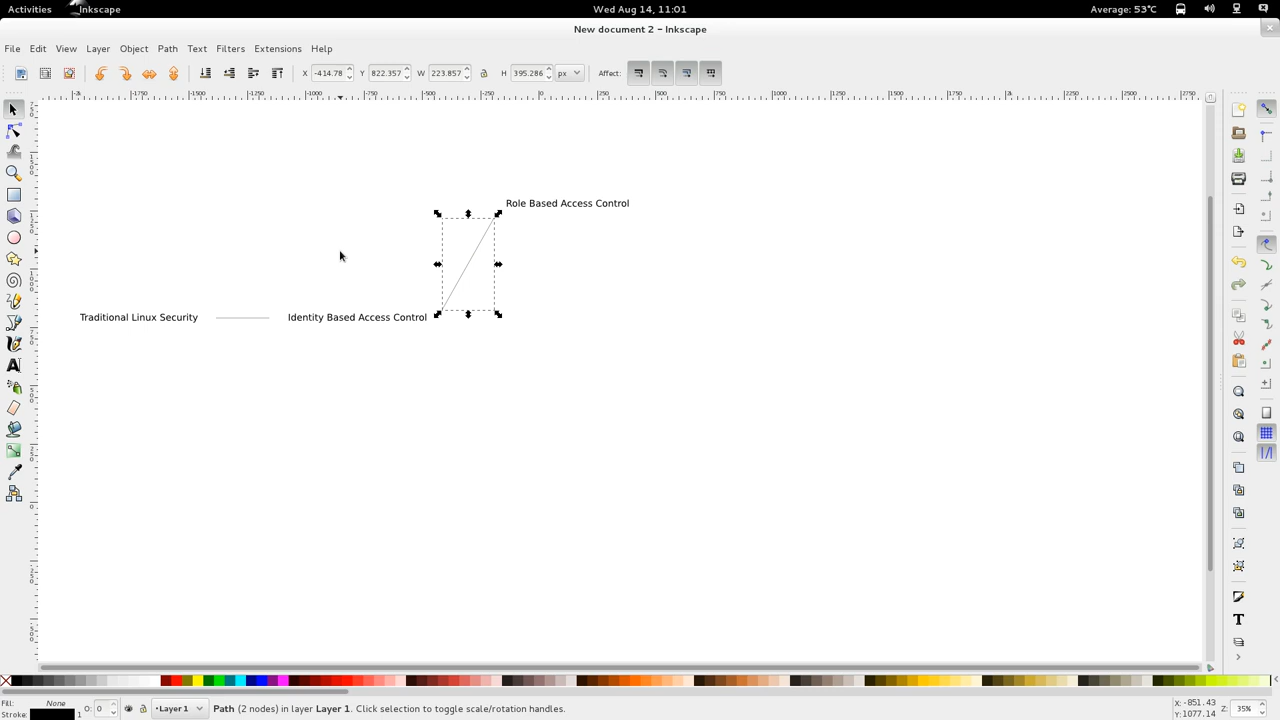 Activities Inkscape Wed Aug 14, 11:01 Average: 53°C
New document 2 - Inkscape
File Edit View Layer Object Path Text Filters Extensions Help
X -414.78 Y 822.357 W 223.857 H 395.286 px Affect:
Role Based Access Control
Traditional Linux Security Identity Based Access Control
Fill: None
Stroke: 1 O: 0 Layer 1 Path (2 nodes) in layer Layer 1. Click selection to toggle scale/rotation handles. X: -851.43 Y: 1077.14 Z: 35%